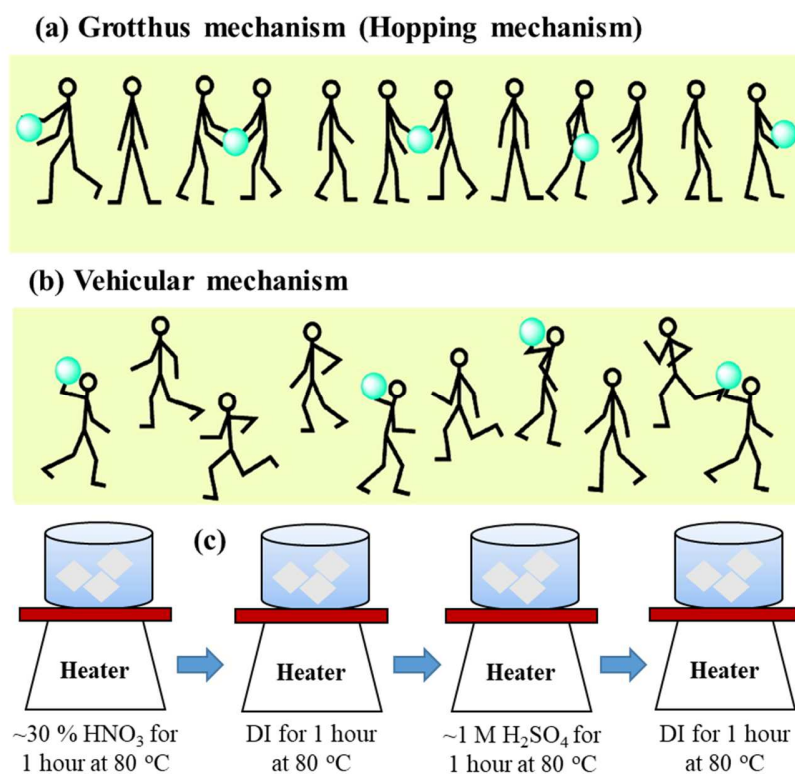 (a) Grotthus mechanism (Hopping mechanism)
(b) Vehicular mechanism
(c)
Heater
Heater
Heater
Heater
~30 % HNO₃ for
1 hour at 80 °C
DI for 1 hour
at 80 °C
~1 M H₂SO₄ for
1 hour at 80 °C
DI for 1 hour
at 80 °C